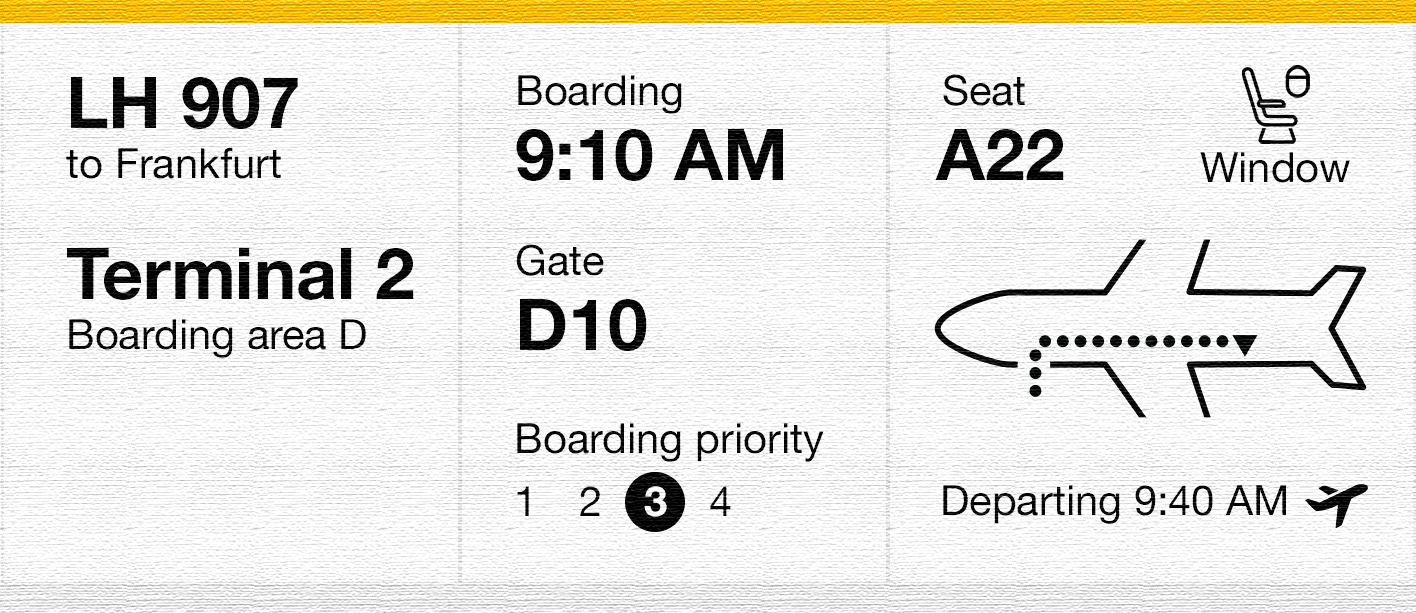 LH 907
to Frankfurt
Terminal 2
Boarding area D
Boarding
9:10 AM
Gate
D10
Boarding priority
1 2 3 4
Seat
A22
Window
Departing 9:40 AM